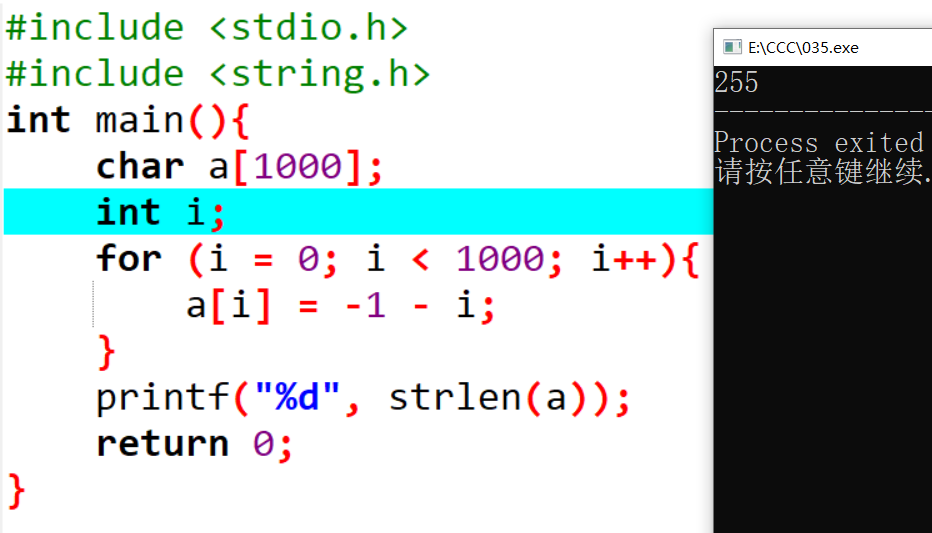 #include <stdio.h>
#include <string.h>
int main(){
    char a[1000];
    int i;
    for (i = 0; i < 1000; i++){
        a[i] = -1 - i;
    }
    printf("%d", strlen(a));
    return 0;
}
E:\CCC\035.exe
255
--------------
Process exited
请按任意键继续.